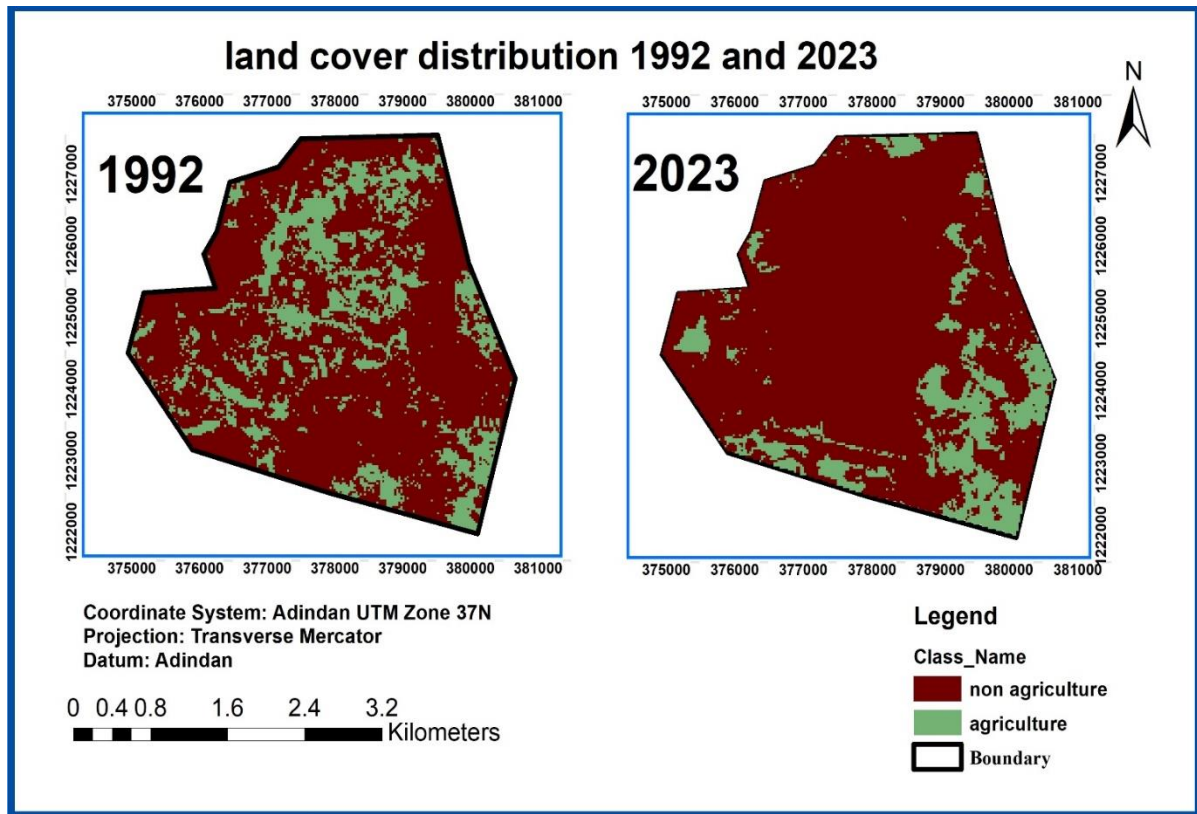 land cover distribution 1992 and 2023
N
375000 376000 377000 378000 379000 380000 381000
375000 376000 377000 378000 379000 380000 381000
1992
2023
1227000
1226000
1225000
1224000
1223000
1222000
1227000
1226000
1225000
1224000
1223000
1222000
375000 376000 377000 378000 379000 380000 381000
375000 376000 377000 378000 379000 380000 381000
Coordinate System: Adindan UTM Zone 37N
Projection: Transverse Mercator
Datum: Adindan
0 0.4 0.8 1.6 2.4 3.2
Kilometers
Legend
Class_Name
non agriculture
agriculture
Boundary